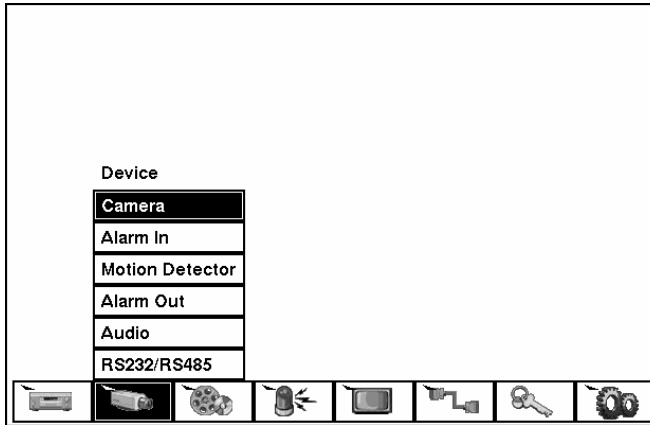 Device
Camera
Alarm In
Motion Detector
Alarm Out
Audio
RS232/RS485